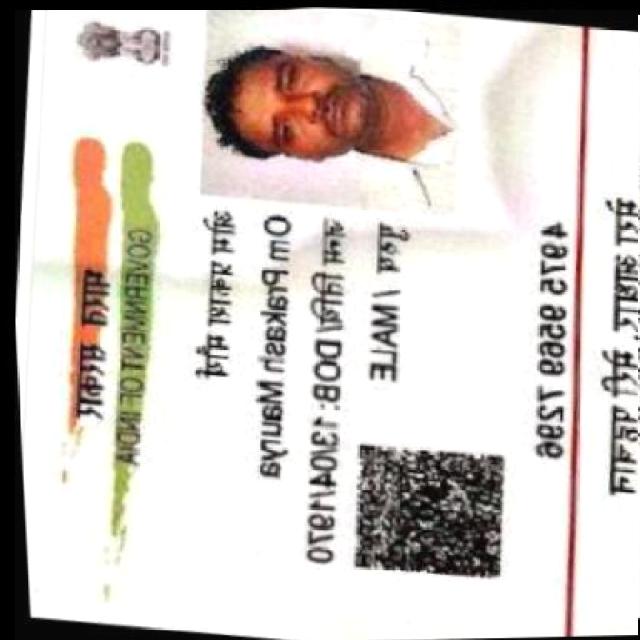 भारत सरकार
GOVERNMENT OF INDIA
ओम प्रकाश
Om Prakash Maurya
जन्म तिथि/ DOB: 13/04/1970
पुरुष / MALE
4975 9569 7296
आधार, मेरी पहचान